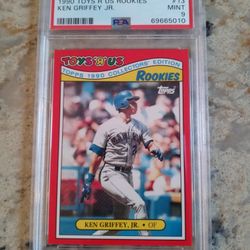 1990 TOYS R US ROOKIES #13
KEN GRIFFEY JR. MINT
9
PSA 69665010
TOYS R US
TOPPS 1990 COLLECTORS' EDITION
ROOKIES
Topps
KEN GRIFFEY, JR. • OF